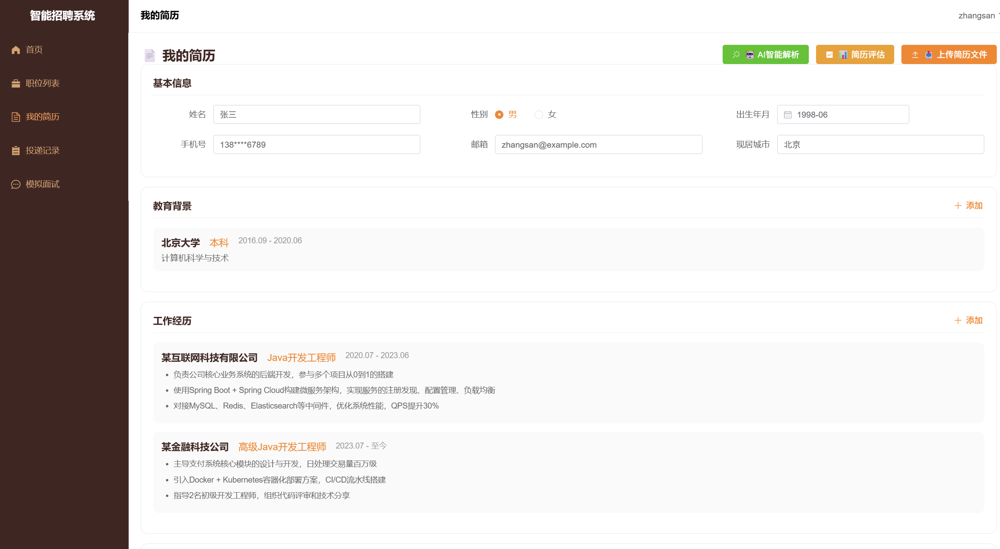 智能招聘系统
我的简历
zhangsan
首页
职位列表
我的简历
投递记录
模拟面试
我的简历
AI智能解析
简历评估
上传简历文件
基本信息
姓名 张三 性别 男 女 出生年月 1998-06
手机号 138****6789 邮箱 zhangsan@example.com 现居城市 北京
教育背景 添加
北京大学 本科 2016.09 - 2020.06
计算机科学与技术
工作经历 添加
某互联网科技有限公司 Java开发工程师 2020.07 - 2023.06
• 负责公司核心业务系统的后端开发，参与多个项目从0到1的搭建
• 使用Spring Boot + Spring Cloud构建微服务架构，实现服务的注册发现、配置管理、负载均衡
• 对接MySQL、Redis、Elasticsearch等中间件，优化系统性能，QPS提升30%
某金融科技公司 高级Java开发工程师 2023.07 - 至今
• 主导支付系统核心模块的设计与开发，日处理交易量百万级
• 引入Docker + Kubernetes容器化部署方案，CI/CD流水线搭建
• 指导2名初级开发工程师，组织代码评审和技术分享